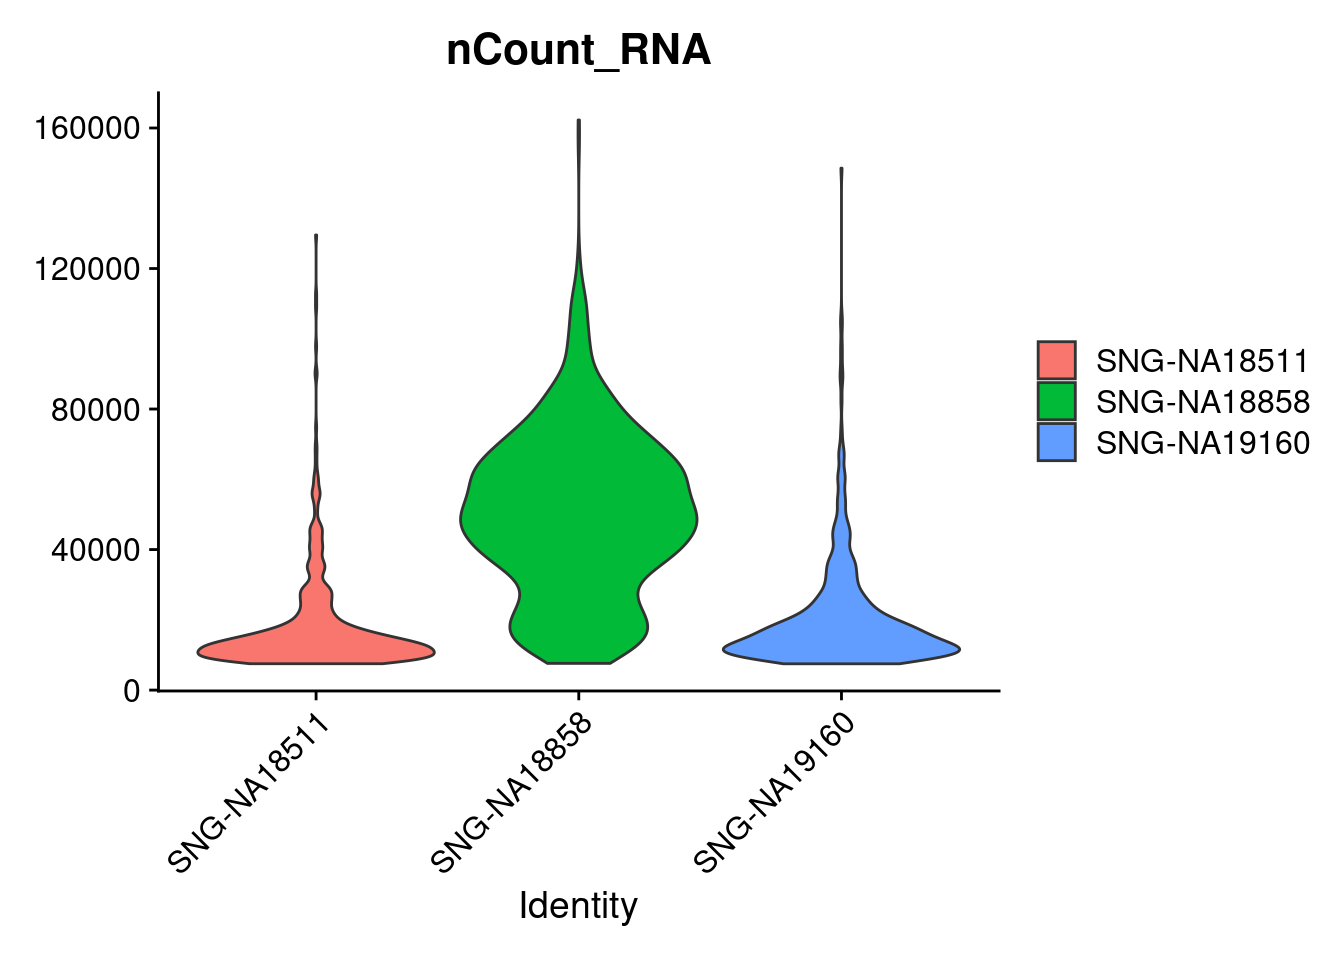 nCount_RNA
160000
120000
80000
40000
0
SNG-NA18511
SNG-NA18858
SNG-NA19160
Identity
SNG-NA18511
SNG-NA18858
SNG-NA19160